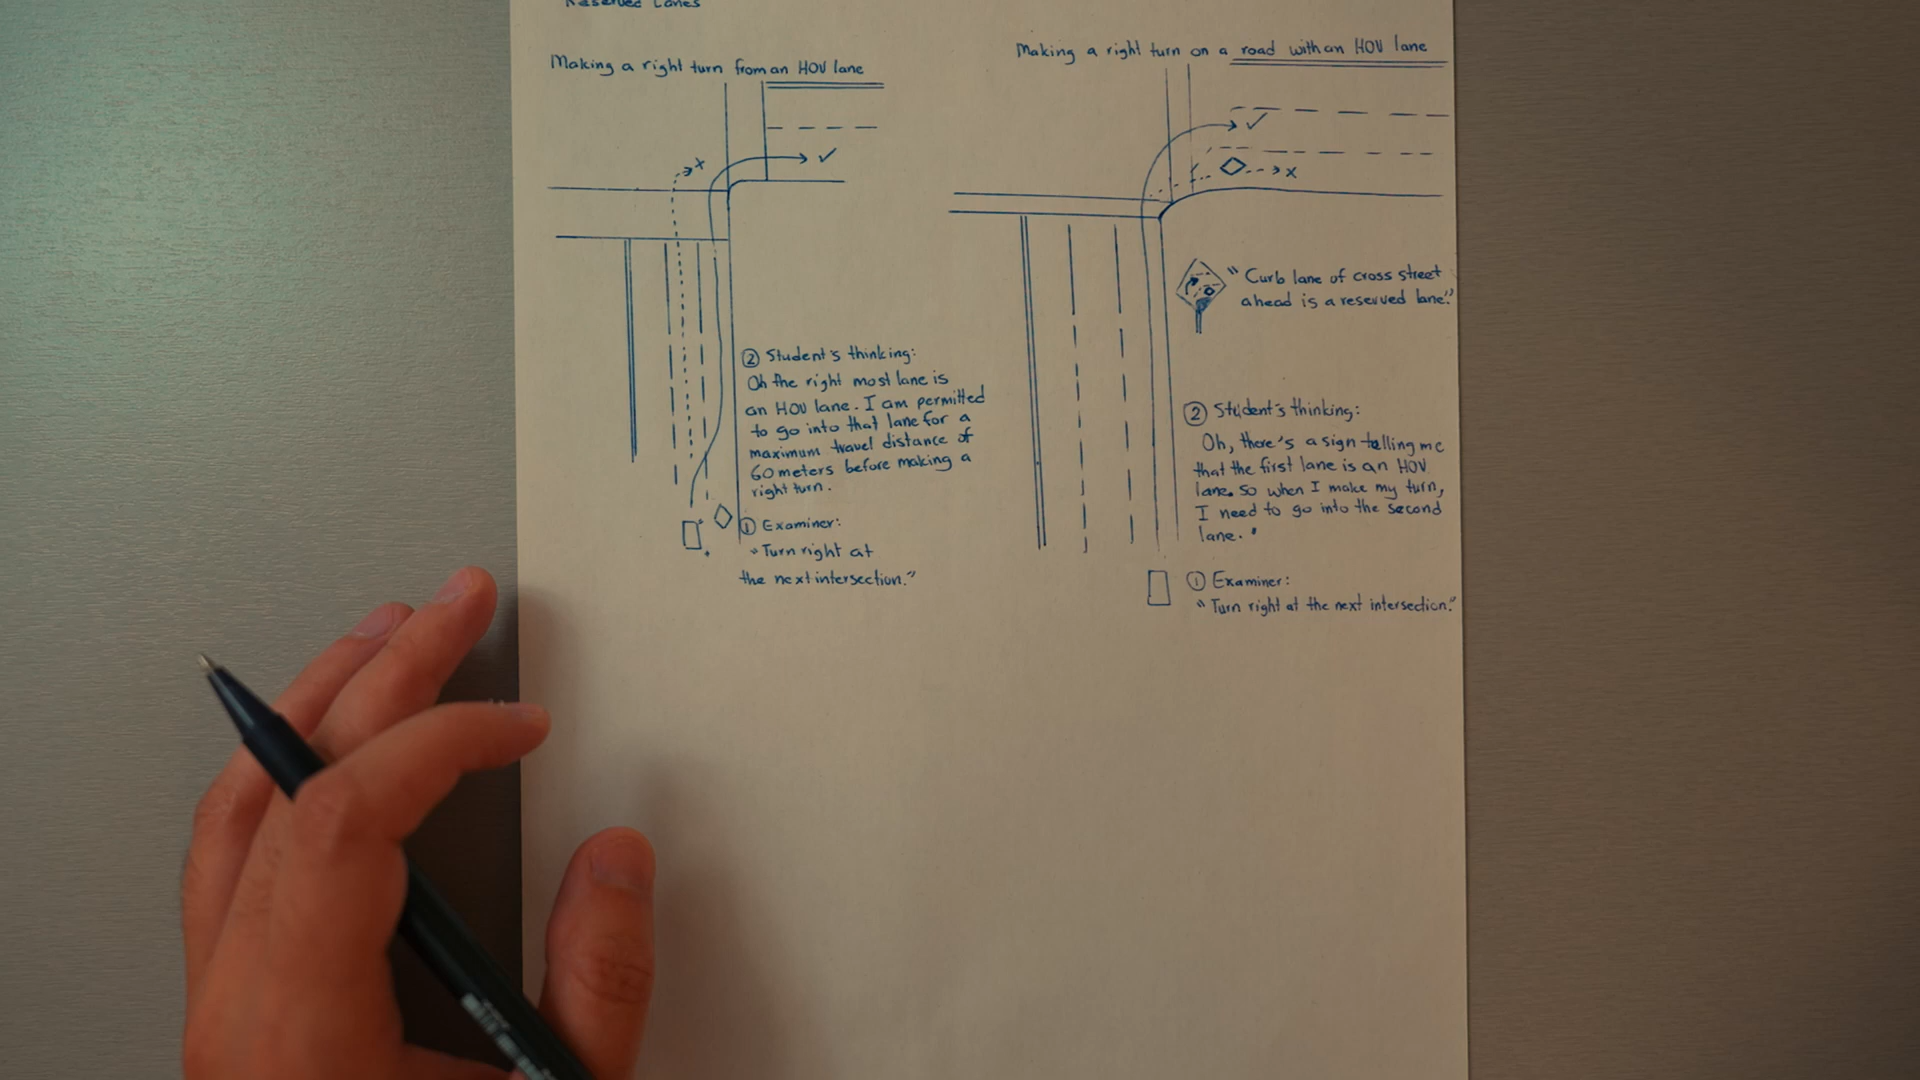 Reserved Lanes
Making a right turn from an HOV lane
x
✓
② Student's thinking:
Oh the right most lane is
an HOV lane. I am permitted
to go into that lane for a
maximum travel distance of
60 meters before making a
right turn.
① Examiner:
"Turn right at
the next intersection."
Making a right turn on a road with an HOV lane
✓
x
"Curb lane of cross street
ahead is a reserved lane."
② Student's thinking:
Oh, there's a sign telling me
that the first lane is an HOV
lane. So when I make my turn,
I need to go into the second
lane."
① Examiner:
"Turn right at the next intersection."